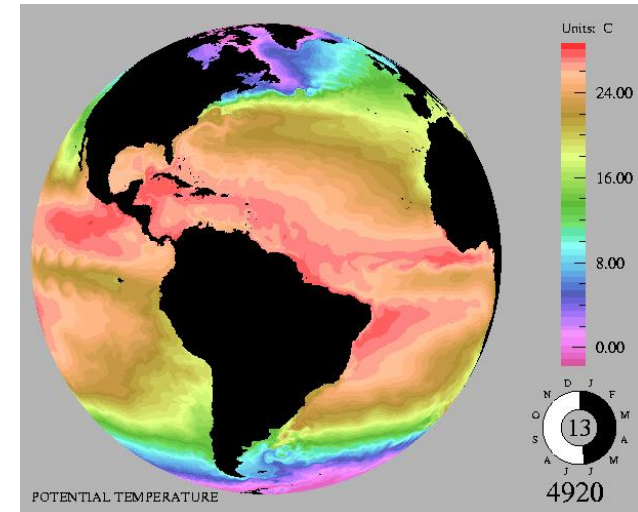 Units: C
24.00
16.00
8.00
0.00
D J
N F
O M
S A
A M
J J
13
4920
POTENTIAL TEMPERATURE